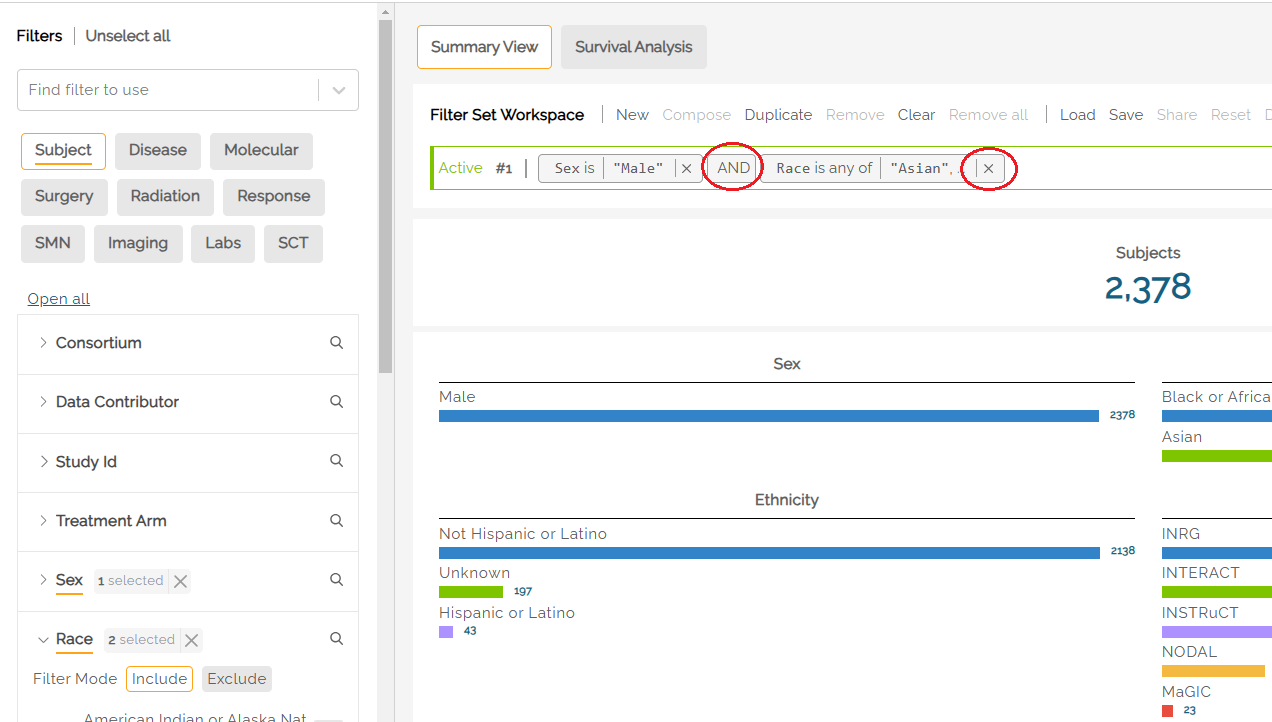 Filters Unselect all
Find filter to use
Subject Disease Molecular
Surgery Radiation Response
SMN Imaging Labs SCT
Open all
Consortium
Data Contributor
Study Id
Treatment Arm
Sex 1 selected
Race 2 selected
Filter Mode Include Exclude
American Indian or Alaska Nat
Summary View Survival Analysis
Filter Set Workspace New Compose Duplicate Remove Clear Remove all Load Save Share Reset
Active #1 Sex is "Male" × AND Race is any of "Asian", ×
Subjects
2,378
Sex
Male
2378
Black or Africa
Asian
Ethnicity
Not Hispanic or Latino
2138
Unknown
197
Hispanic or Latino
43
INRG
INTERACT
INSTRuCT
NODAL
MaGIC
23